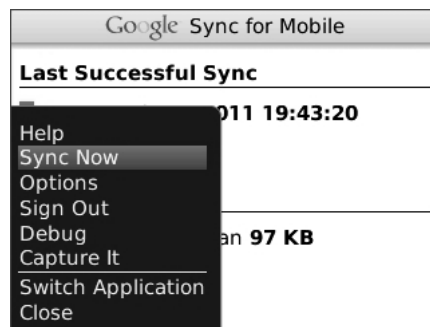 Google Sync for Mobile
Last Successful Sync
2011 19:43:20
Help
Sync Now
Options
Sign Out
Debug
an 97 KB
Capture It
Switch Application
Close